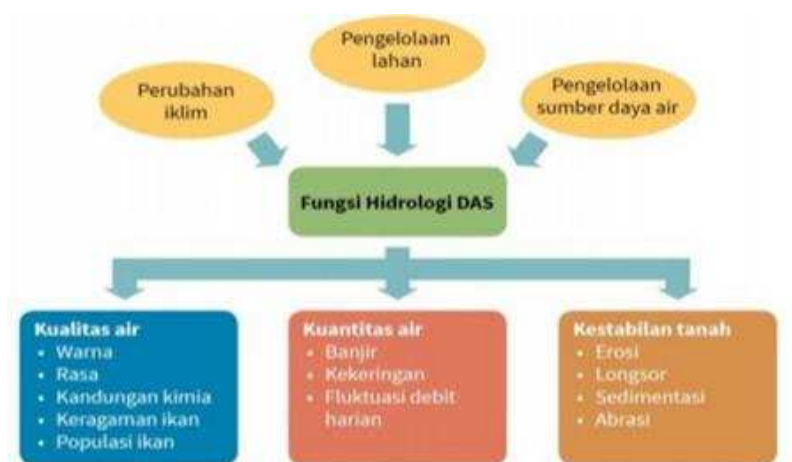 Pengelolaan
lahan
Perubahan
iklim
Pengelolaan
sumber daya air
Fungsi Hidrologi DAS
Kualitas air
• Warna
• Rasa
• Kandungan kimia
• Keragaman ikan
• Populasi ikan
Kuantitas air
• Banjir
• Kekeringan
• Fluktuasi debit
harian
Kestabilan tanah
• Erosi
• Longsor
• Sedimentasi
• Abrasi